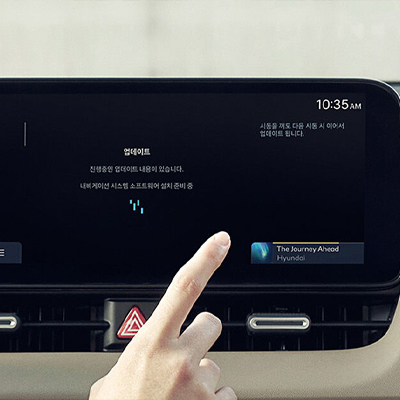 10:35AM
시동을 꺼도 다음 시동 시 이어서
업데이트 됩니다.
업데이트
진행중인 업데이트 내용이 있습니다.
내비게이션 시스템 소프트웨어 설치 준비 중
The Journey Ahead
Hyundai